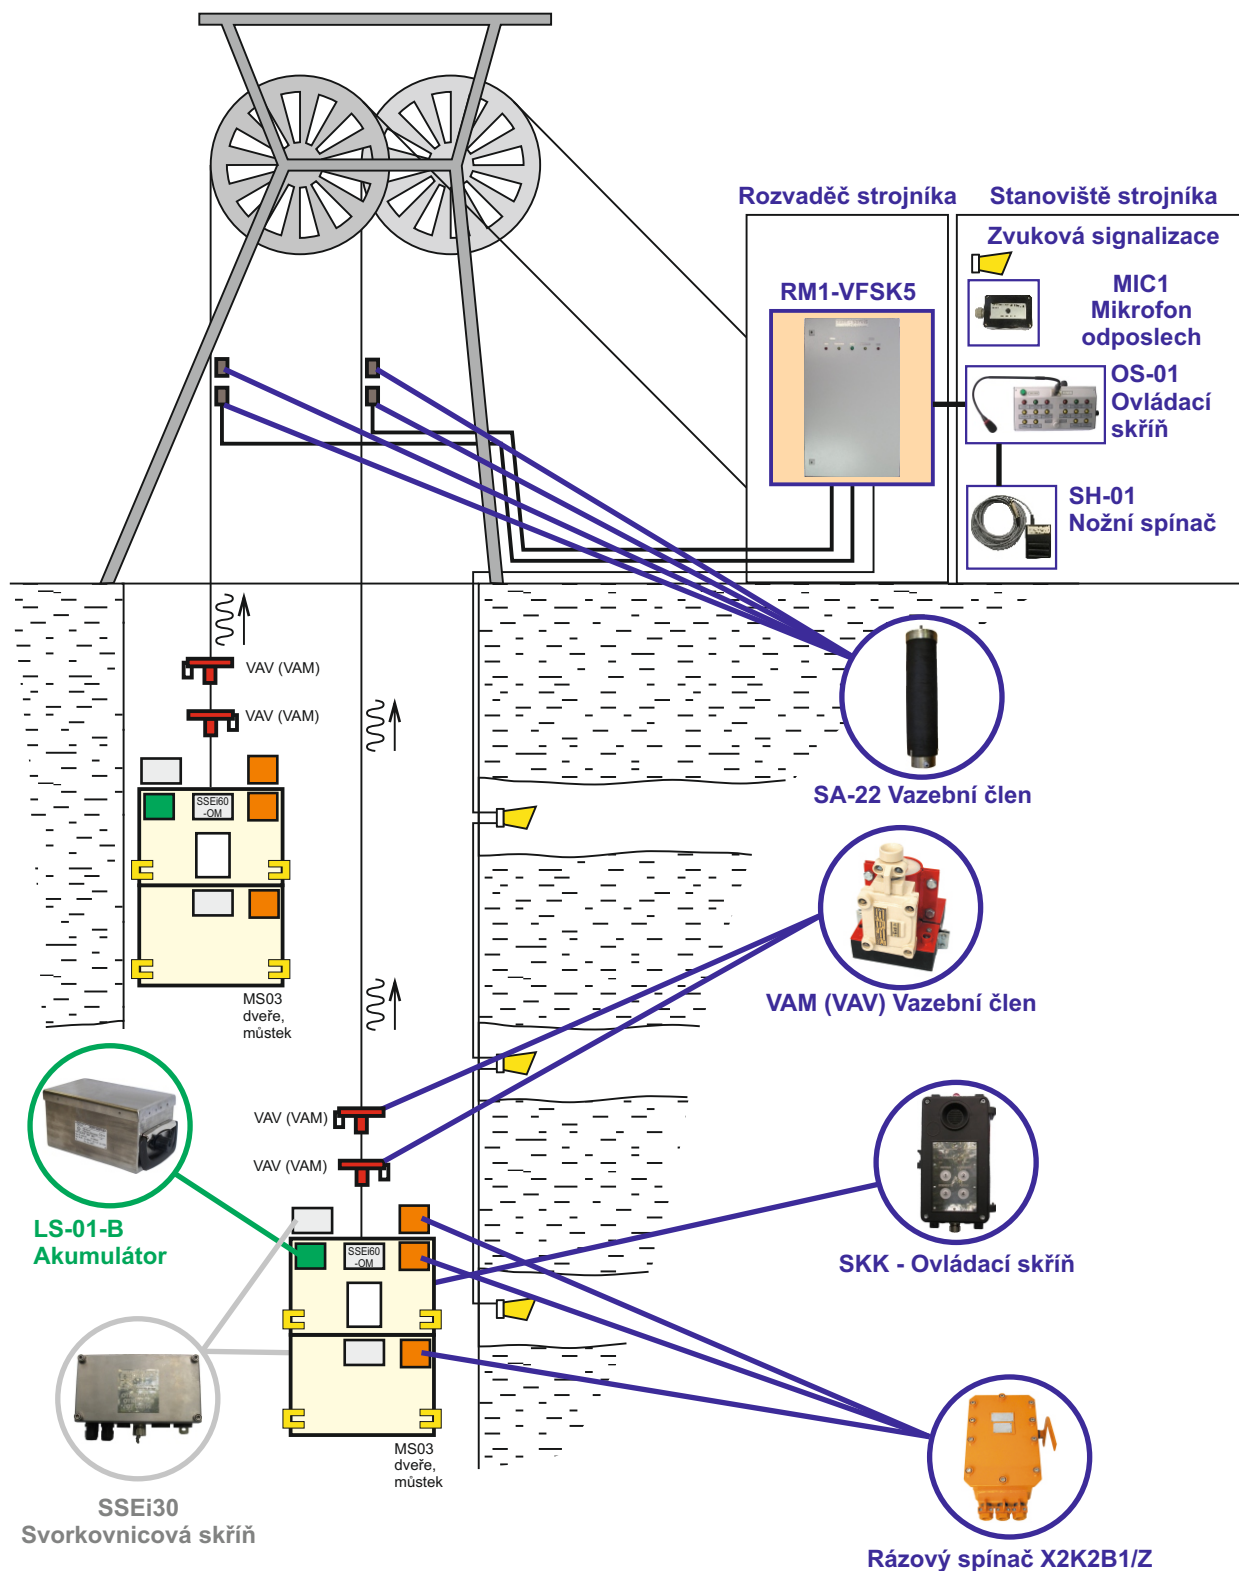 Rozvaděč strojníka
Stanoviště strojníka
Zvuková signalizace
RM1-VFSK5
MIC1
Mikrofon
odposlech
OS-01
Ovládací
skříň
SH-01
Nožní spínač
VAV (VAM)
VAV (VAM)
SSEi60
-OM
MS03
dveře,
můstek
SA-22 Vazební člen
VAM (VAV) Vazební člen
VAV (VAM)
VAV (VAM)
LS-01-B
Akumulátor
SSEi60
-OM
SKK - Ovládací skříň
MS03
dveře,
můstek
SSEi30
Svorkovnicová skříň
Rázový spínač X2K2B1/Z